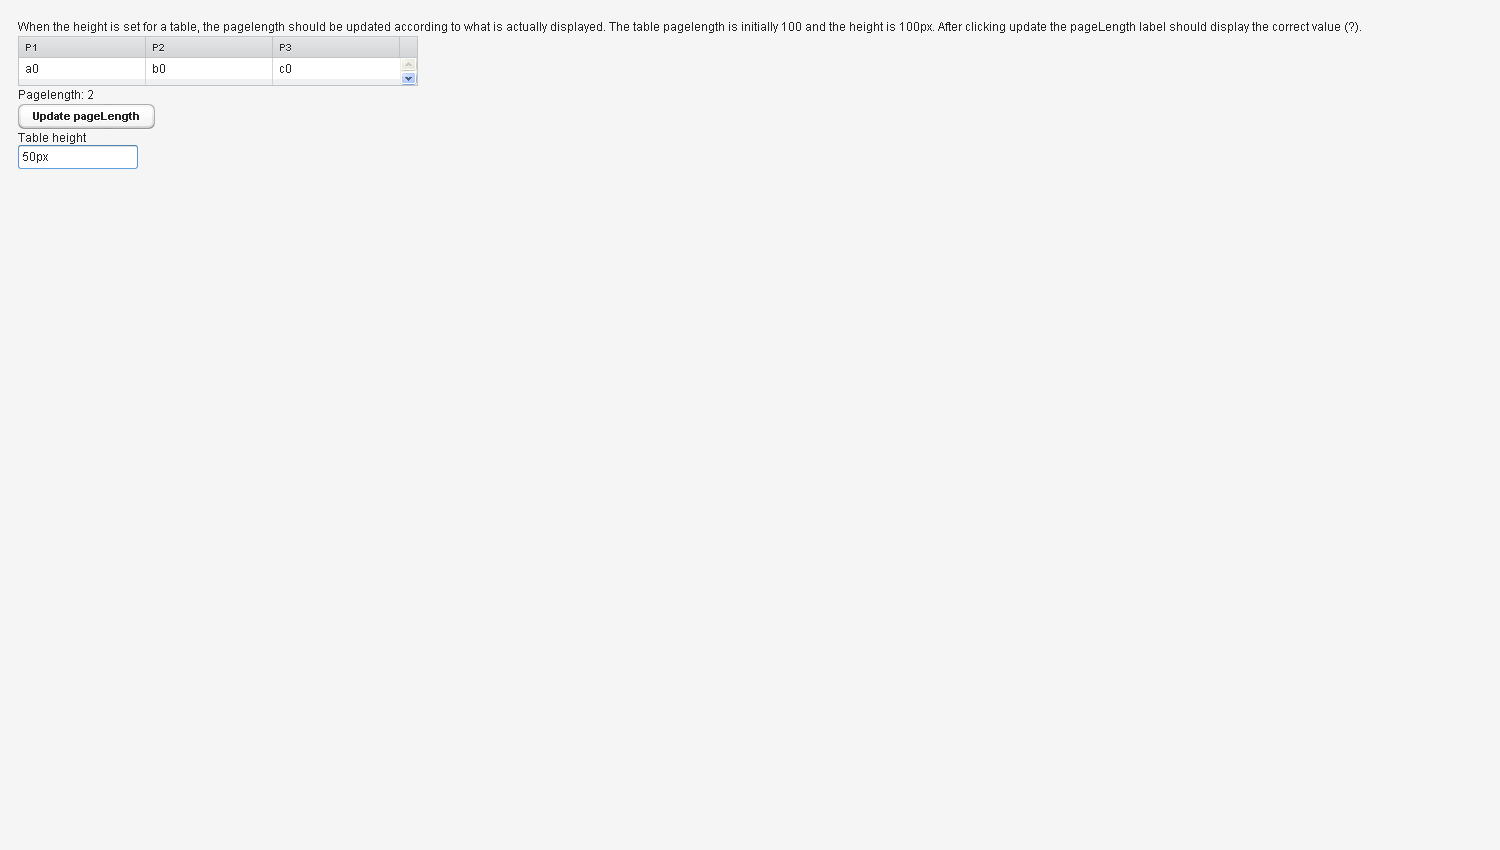 When the height is set for a table, the pagelength should be updated according to what is actually displayed. The table pagelength is initially 100 and the height is 100px. After clicking update the pageLength label should display the correct value (?).
P1 P2 P3
a0 b0 c0
Pagelength: 2
Update pageLength
Table height
50px